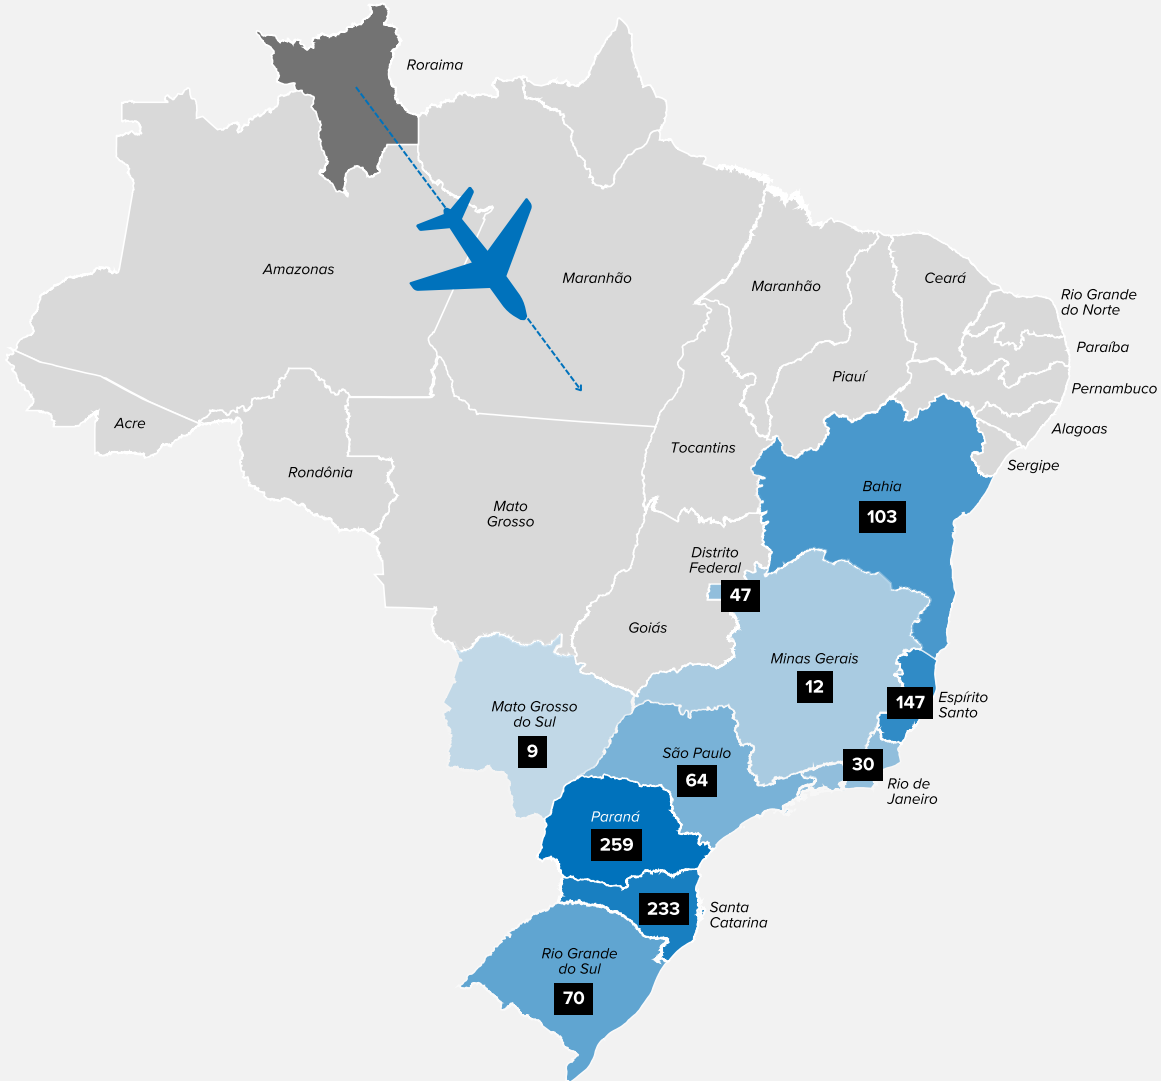 Roraima
Amazonas
Maranhão
Maranhão
Ceará
Rio Grande
do Norte
Paraíba
Piauí
Pernambuco
Acre
Alagoas
Tocantins
Sergipe
Rondônia
Bahia
103
Mato
Grosso
Distrito
Federal
47
Goiás
Minas Gerais
12
147
Espírito
Santo
Mato Grosso
do Sul
9
São Paulo
64
30
Rio de
Janeiro
Paraná
259
233
Santa
Catarina
Rio Grande
do Sul
70